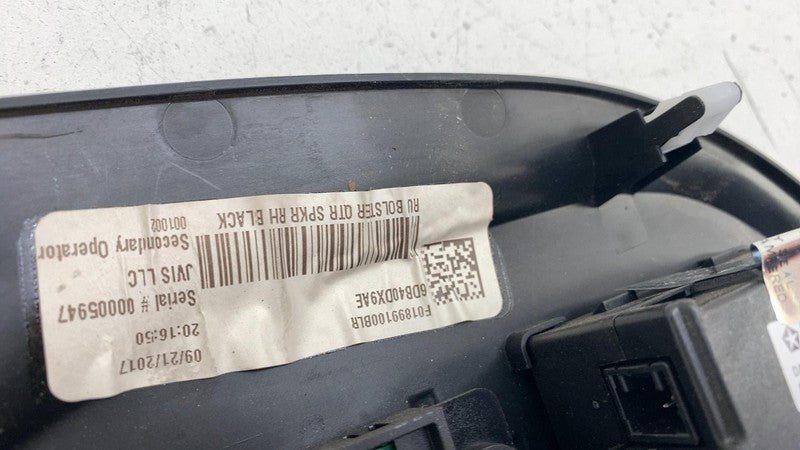 F01899100BLR
6DB40DX9AE
RU BOLSTER QTR SPKR RH BLACK
09/21/2017
20:16:50
Serial # 00005947
JVIS LLC
Secondary Operator
001002